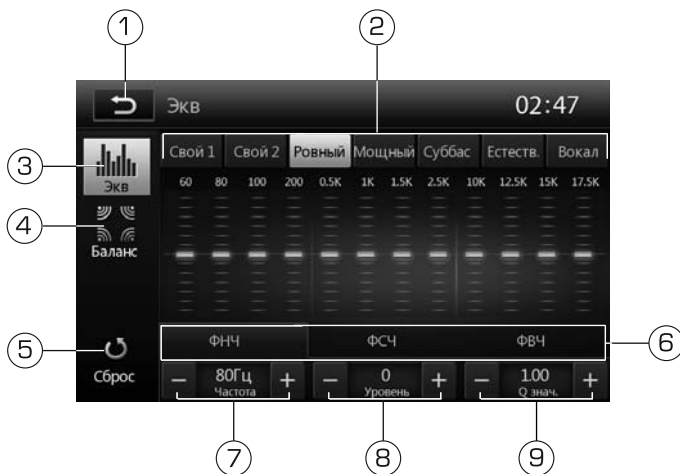 1 2
Экв 02:47
3 Экв Свой 1 Свой 2 Ровный Мощный Суббас Естеств. Вокал
60 80 100 200 0.5K 1K 1.5K 2.5K 10K 12.5K 15K 17.5K
4 Баланс
ФНЧ ФСЧ ФВЧ 6
5 Сброс
− 80Гц + − 0 + − 1.00 +
Частота Уровень Q знач.
7 8 9